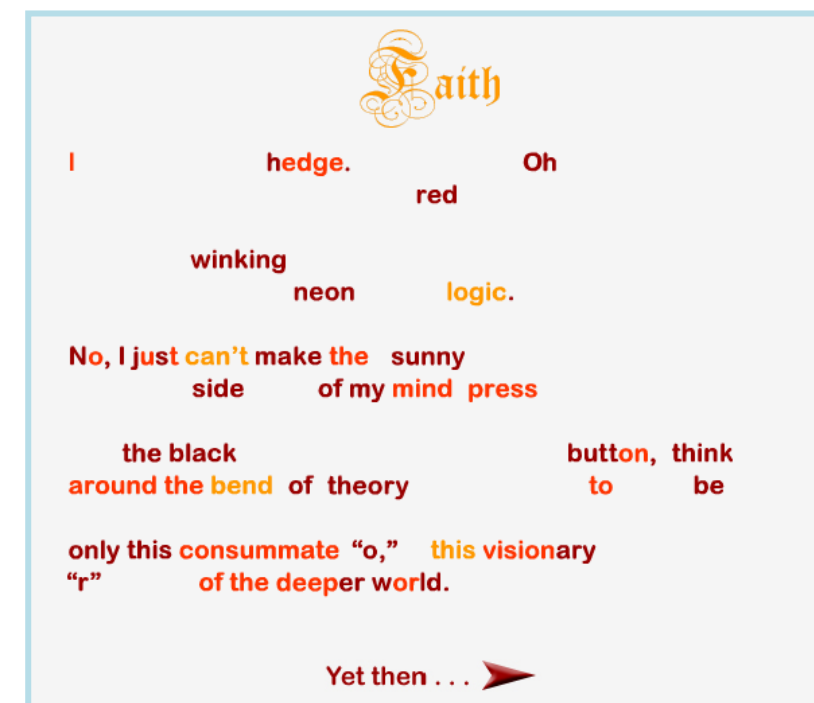 Faith
I hedge. Oh
red
winking
neon logic.
No, I just can’t make the sunny
side of my mind press
the black button, think
around the bend of theory to be
only this consummate “o,” this visionary
“r” of the deeper world.
Yet then . . .